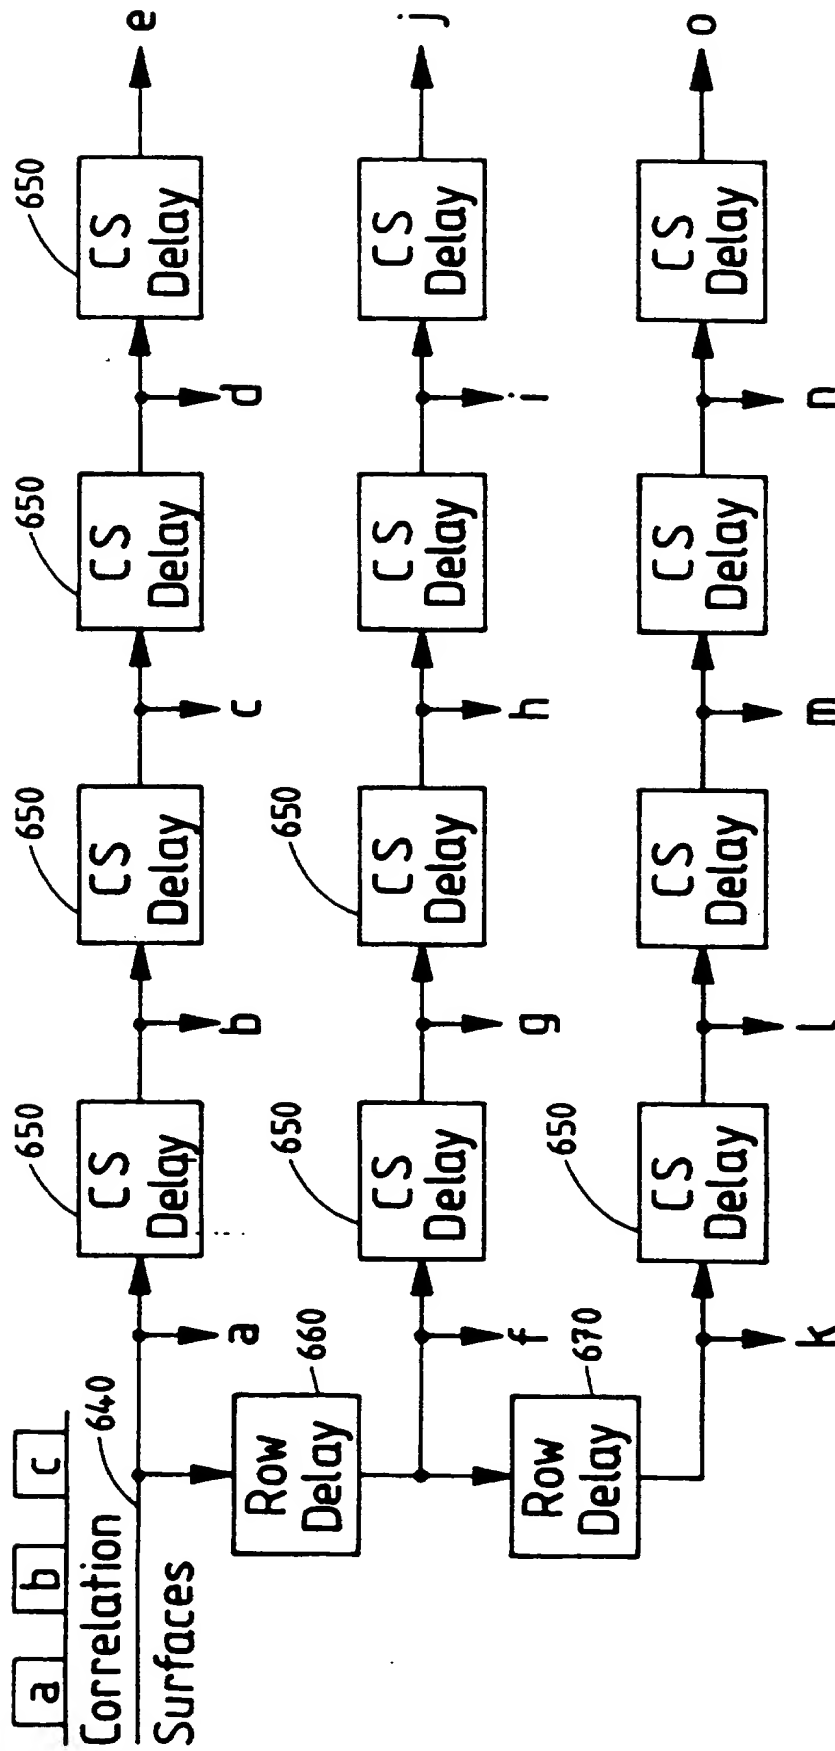 a b c
Correlation
Surfaces
640
650 650 650 650
CS Delay
CS Delay
CS Delay
CS Delay
e
a b c d
Row Delay
660
650 650
CS Delay
CS Delay
CS Delay
CS Delay
j
f g h i
Row Delay
670
650
CS Delay
CS Delay
CS Delay
CS Delay
o
k l m n